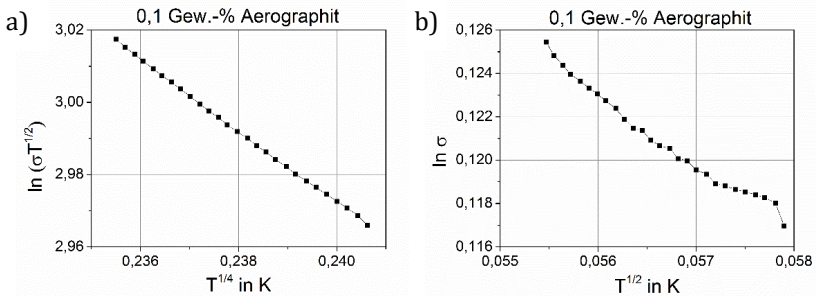 a)
0,1 Gew.-% Aerographit
3,02
3,00
2,98
2,96
ln (σT^1/2)
0,236
0,238
0,240
T^1/4 in K
b)
0,1 Gew.-% Aerographit
0,126
0,124
0,122
0,120
0,118
0,116
ln σ
0,055
0,056
0,057
0,058
T^1/2 in K